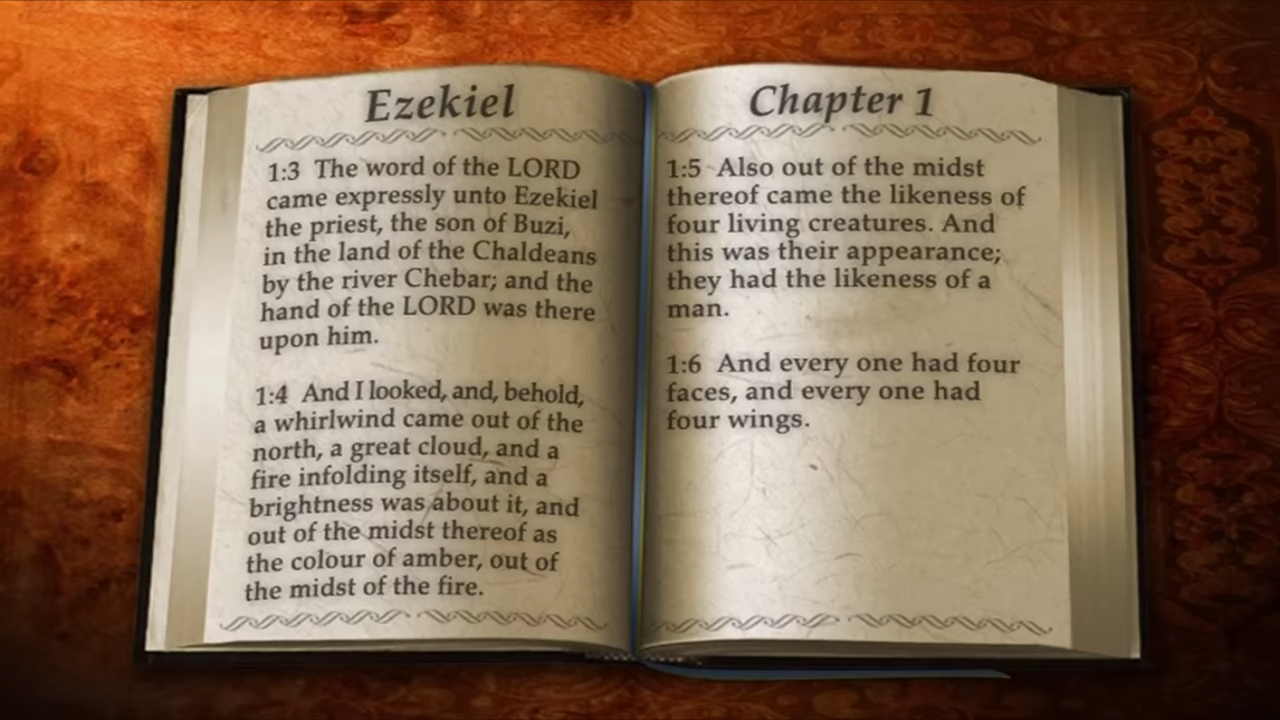 Ezekiel
1:3 The word of the LORD
came expressly unto Ezekiel
the priest, the son of Buzi,
in the land of the Chaldeans
by the river Chebar; and the
hand of the LORD was there
upon him.
1:4 And I looked, and, behold,
a whirlwind came out of the
north, a great cloud, and a
fire infolding itself, and a
brightness was about it, and
out of the midst thereof as
the colour of amber, out of
the midst of the fire.
Chapter 1
1:5 Also out of the midst
thereof came the likeness of
four living creatures. And
this was their appearance;
they had the likeness of a
man.
1:6 And every one had four
faces, and every one had
four wings.